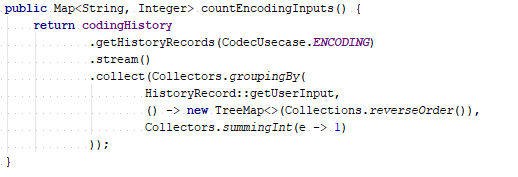 public Map<String, Integer> countEncodingInputs() {
    return codingHistory
            .getHistoryRecords(CodecUsecase.ENCODING)
            .stream()
            .collect(Collectors.groupingBy(
                    HistoryRecord::getUserInput,
                    () -> new TreeMap<>(Collections.reverseOrder()),
                    Collectors.summingInt(e -> 1)
            ));
}